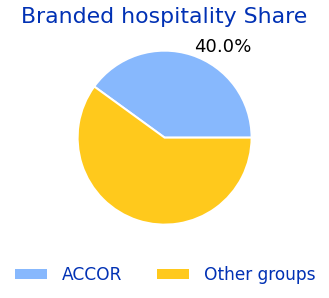 Branded hospitality Share
40.0%
ACCOR
Other groups